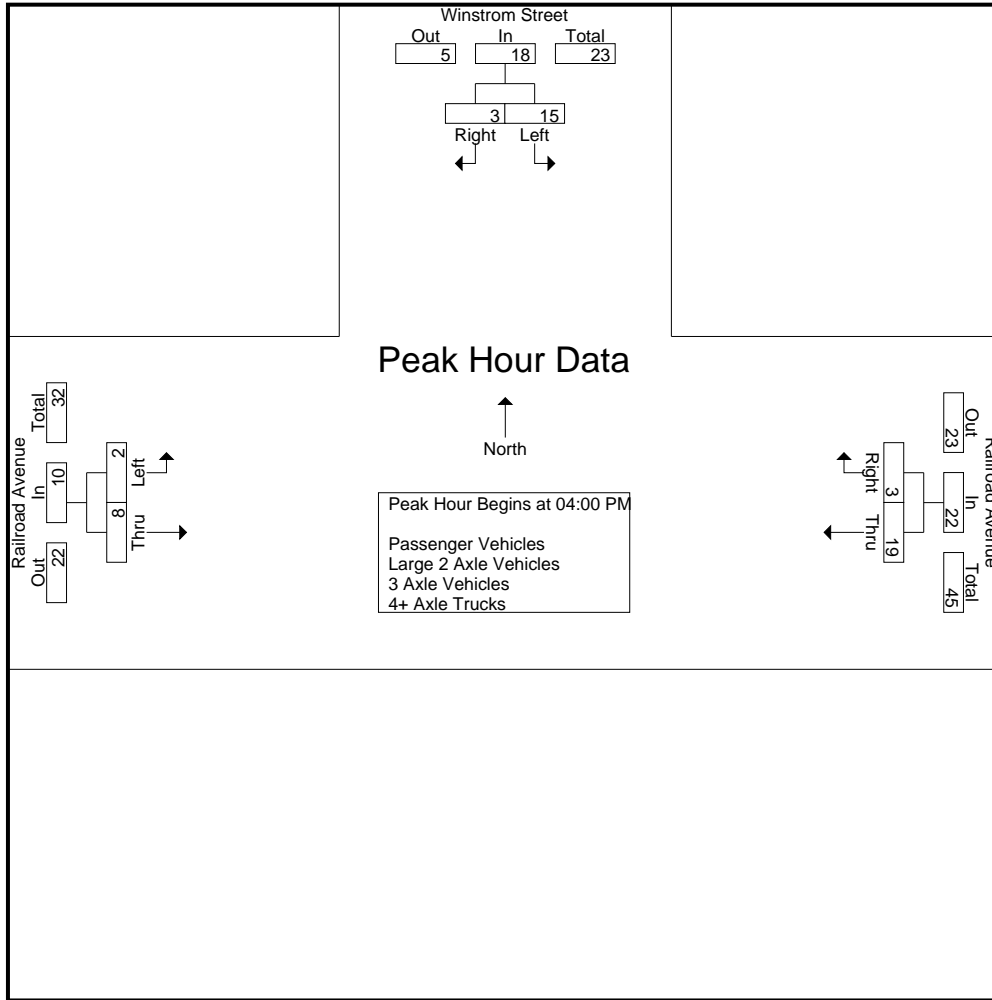 Winstrom Street
Out In Total
5 18 23
3 15
Right Left
Peak Hour Data
North
Railroad Avenue
Out In Total
22 10 32
Thru Left
8 2
Railroad Avenue
Out In Total
23 22 45
3 19
Right Thru
Peak Hour Begins at 04:00 PM
Passenger Vehicles
Large 2 Axle Vehicles
3 Axle Vehicles
4+ Axle Trucks